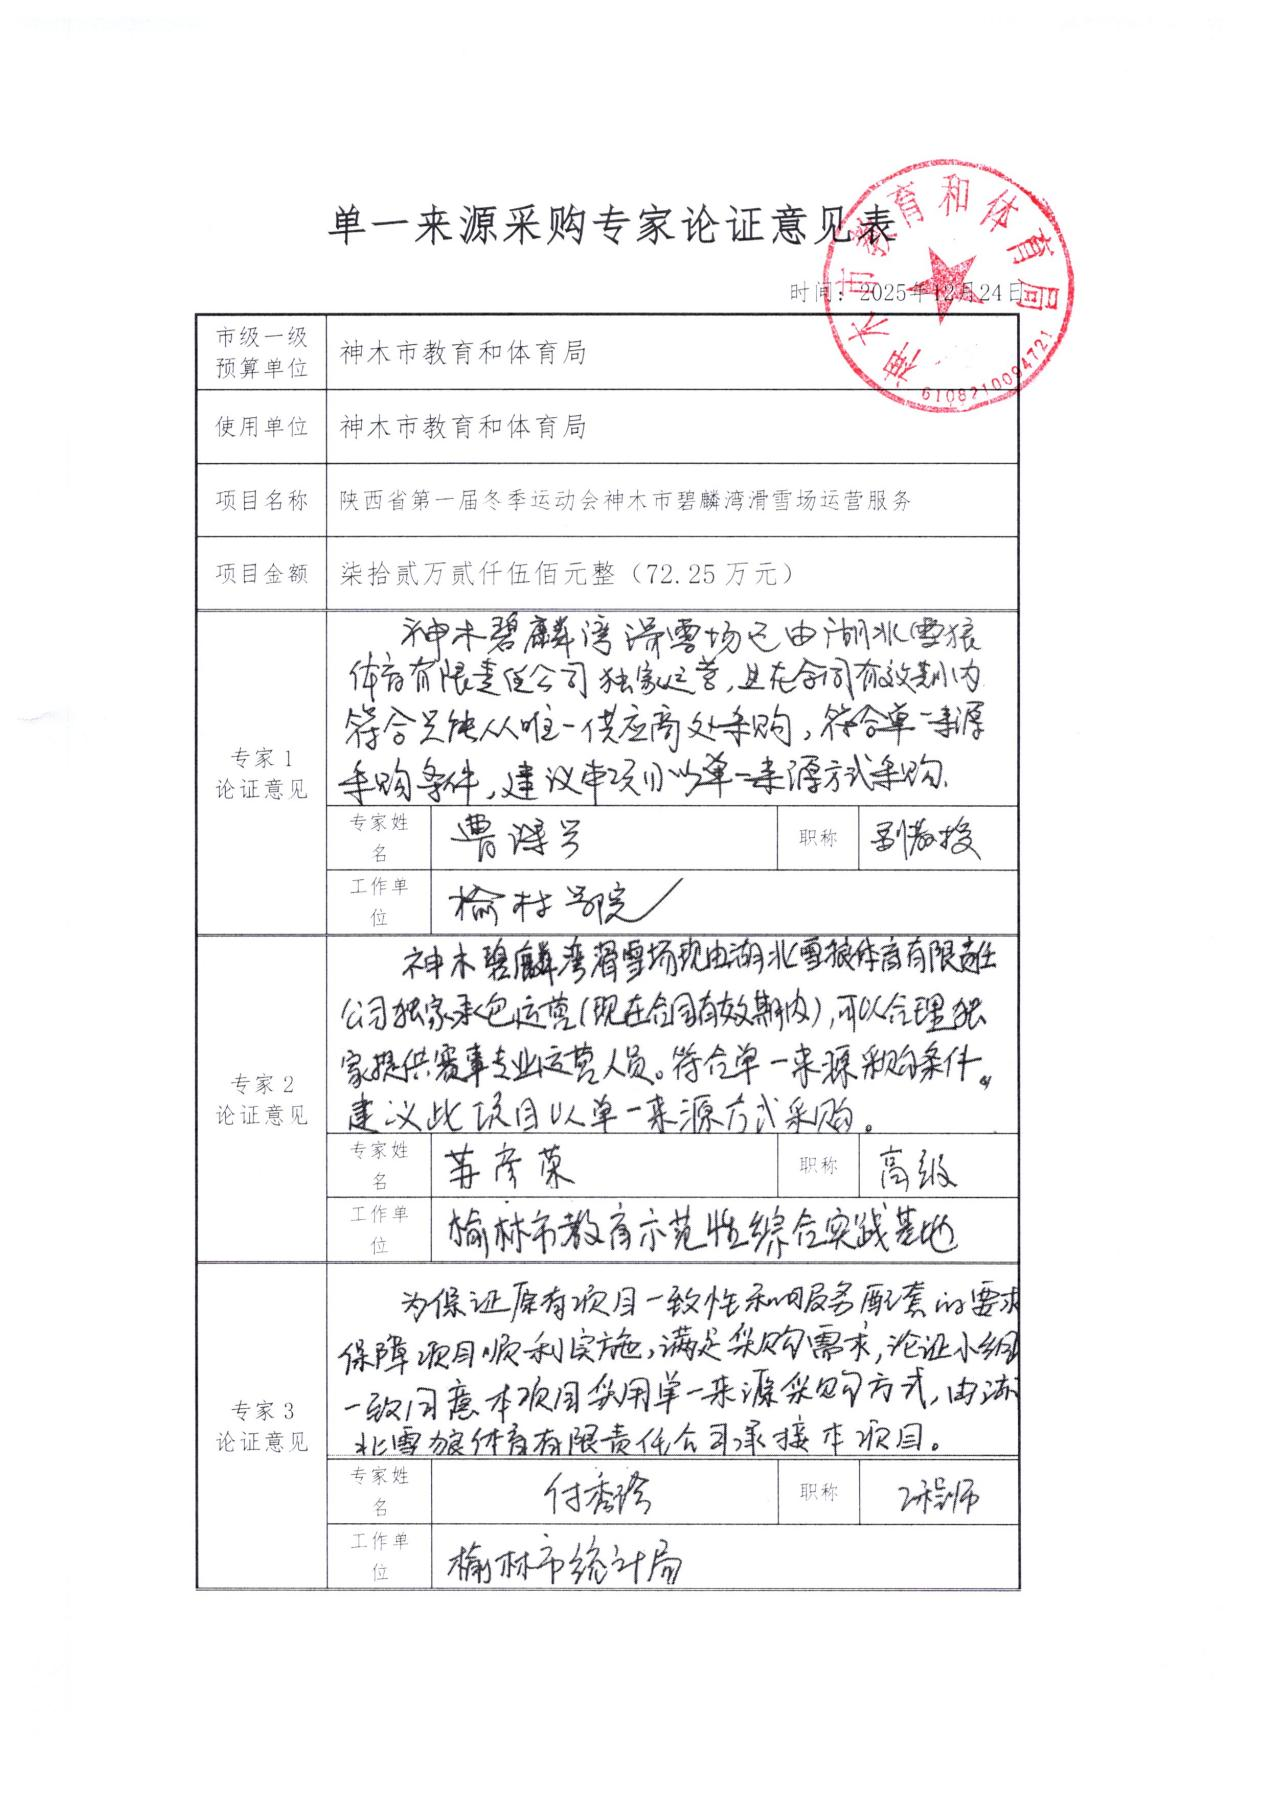 单一来源采购专家论证意见表
神木市教育和体育局
6108210094721
时间：2025年12月24日
市级一级
预算单位
神木市教育和体育局
使用单位
神木市教育和体育局
项目名称
陕西省第一届冬季运动会神木市碧麟湾滑雪场运营服务
项目金额
柒拾贰万贰仟伍佰元整（72.25 万元）
专家 1
论证意见
神木碧麟湾滑雪场已由湖北雪狼
体育有限责任公司独家运营，且在合同有效期内
符合只能从唯一供应商处采购，符合单一来源
采购条件，建议本项目以单一来源方式采购.
专家姓
名
曹
职称
副教授
工作单
位
榆林学院
专家 2
论证意见
神木碧麟湾滑雪场现由湖北雪狼体育有限责任
公司独家承包运营(现在合同有效期内)，可以合理独
家提供赛事专业运营人员。符合单一来源采购条件。
建议此项目以单一来源方式采购。
专家姓
名
苏彦荣
职称
高级
工作单
位
榆林市教育示范性综合实践基地
专家 3
论证意见
为保证原有项目一致性和服务配套的要求
保障项目顺利实施，满足采购需求，论证小组
一致同意本项目采用单一来源采购方式，由湖
北雪狼体育有限责任公司承接本项目。
专家姓
名
付秀玲
职称
工程师
工作单
位
榆林市统计局